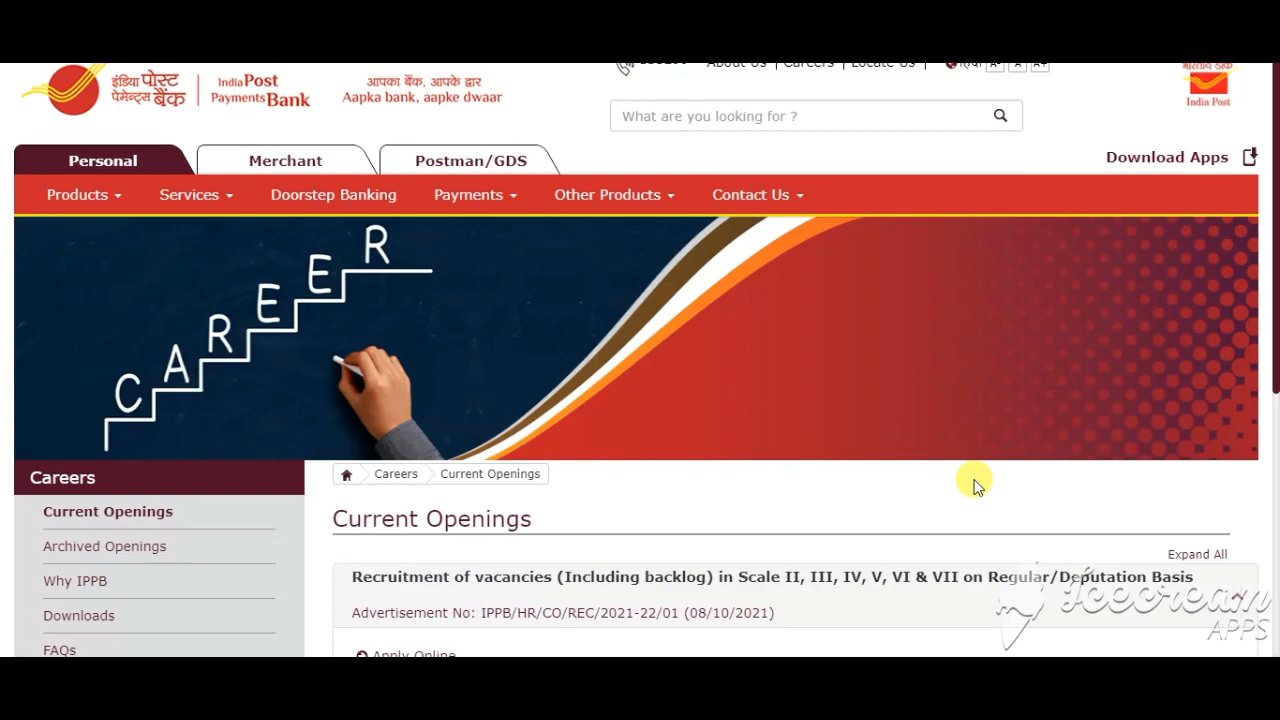 About Us
Careers
Locate Us
हिंदी A- A A+
इंडिया पोस्ट
पेमेन्ट्स बैंक
India Post
Payments Bank
आपका बैंक, आपके द्वार
Aapka bank, aapke dwaar
India Post
What are you looking for ?
Personal
Merchant
Postman/GDS
Download Apps
Products
Services
Doorstep Banking
Payments
Other Products
Contact Us
CAREER
Careers
Current Openings
Archived Openings
Why IPPB
Downloads
FAQs
Careers
Current Openings
Current Openings
Expand All
Recruitment of vacancies (Including backlog) in Scale II, III, IV, V, VI & VII on Regular/Deputation Basis
Advertisement No: IPPB/HR/CO/REC/2021-22/01 (08/10/2021)
Apply Online
Icecream
APPS